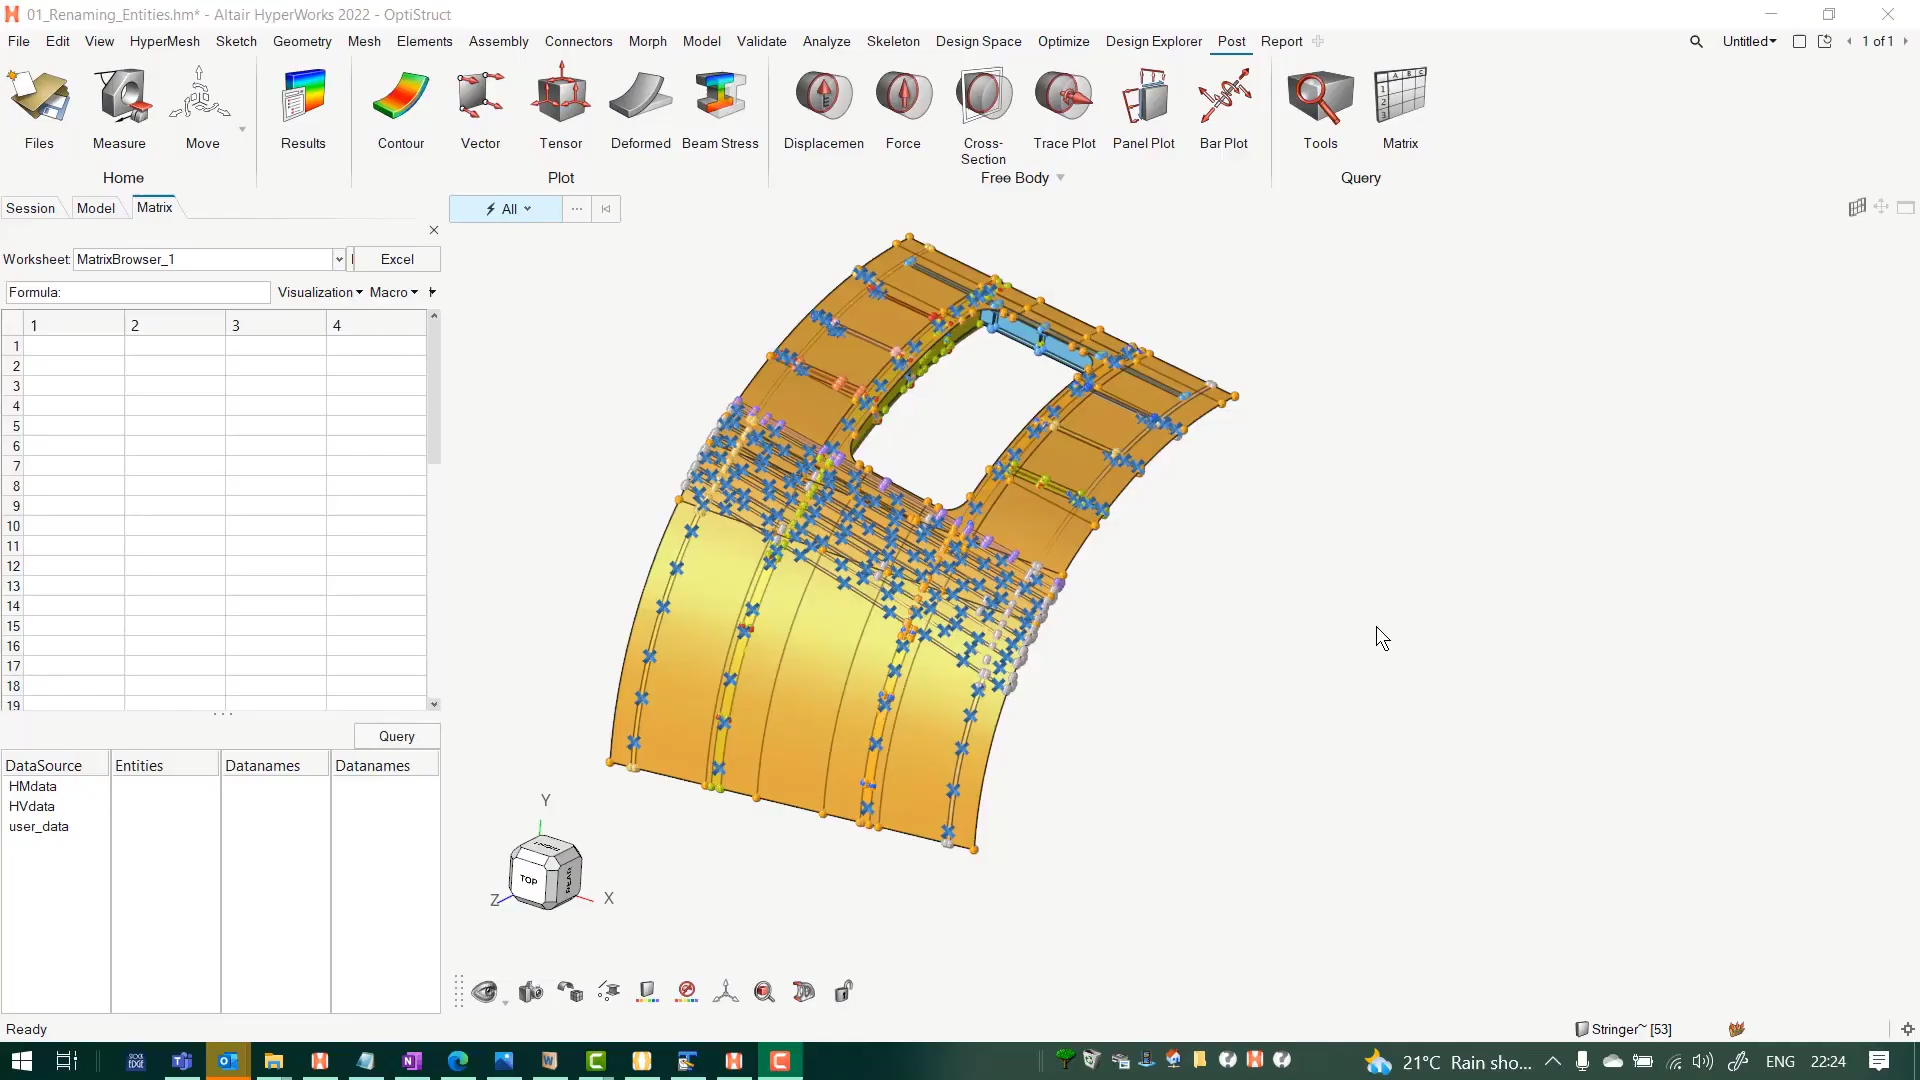 01_Renaming_Entities.hm* - Altair HyperWorks 2022 - OptiStruct
File Edit View HyperMesh Sketch Geometry Mesh Elements Assembly Connectors Morph Model Validate Analyze Skeleton Design Space Optimize Design Explorer Post Report Untitled 1 of 1
Files Measure Move Results Contour Vector Tensor Deformed Beam Stress Displacemen Force Cross-Section Trace Plot Panel Plot Bar Plot Tools Matrix
Home Plot Free Body Query
Session Model Matrix
All
Worksheet: MatrixBrowser_1 Excel
Formula: Visualization Macro
1 2 3 4
1
2
3
4
5
6
7
8
9
10
11
12
13
14
15
16
17
18
19
Query
DataSource Entities Datanames Datanames
HMdata
HVdata
user_data
Y
TOP
REAR
Z X
Ready Stringer~ [53]
21°C Rain sho... ENG 22:24